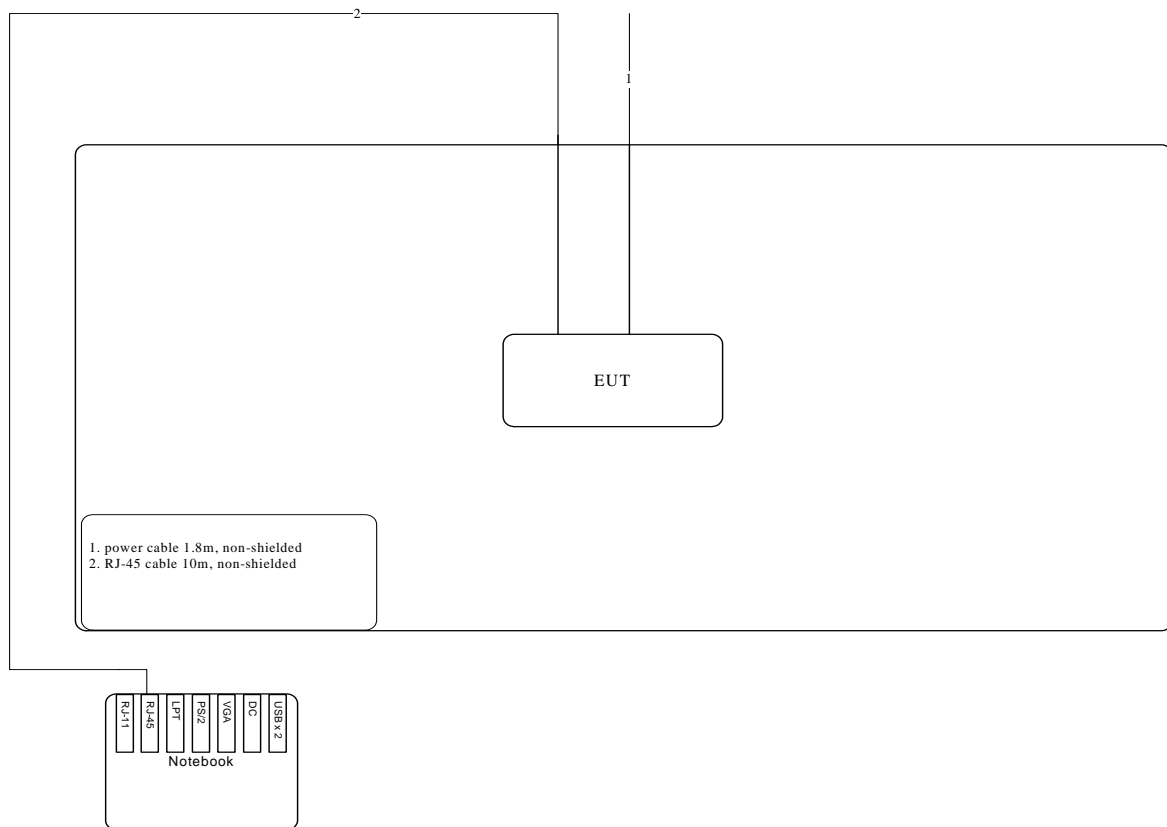 2
1
EUT
1. power cable 1.8m, non-shielded
2. RJ-45 cable 10m, non-shielded
RJ-11
RJ-45
LPT
PS/2
VGA
DC
USB x 2
Notebook